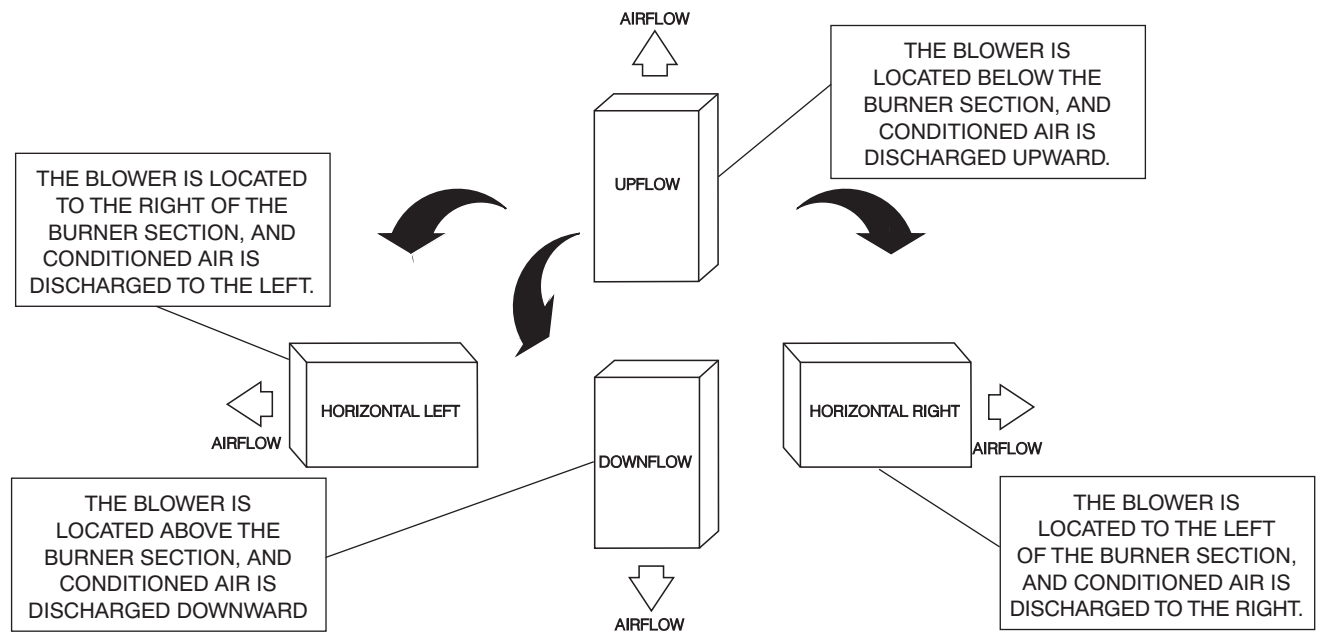 AIRFLOW
THE BLOWER IS
LOCATED BELOW THE
BURNER SECTION, AND
CONDITIONED AIR IS
DISCHARGED UPWARD.
UPFLOW
THE BLOWER IS LOCATED
TO THE RIGHT OF THE
BURNER SECTION, AND
CONDITIONED AIR IS
DISCHARGED TO THE LEFT.
HORIZONTAL LEFT
AIRFLOW
DOWNFLOW
HORIZONTAL RIGHT
AIRFLOW
THE BLOWER IS
LOCATED ABOVE THE
BURNER SECTION, AND
CONDITIONED AIR IS
DISCHARGED DOWNWARD
AIRFLOW
THE BLOWER IS
LOCATED TO THE LEFT
OF THE BURNER SECTION,
AND CONDITIONED AIR IS
DISCHARGED TO THE RIGHT.